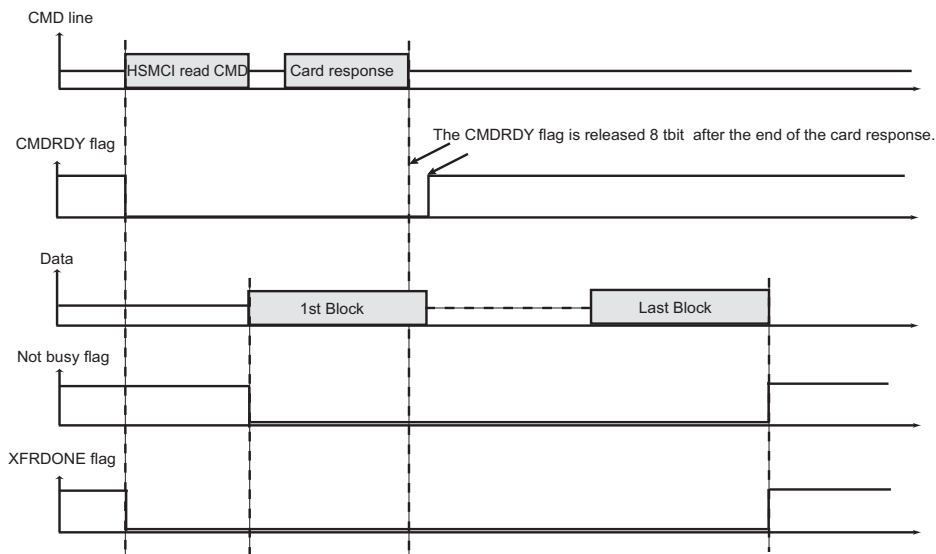 CMD line
HSMCI read CMD
Card response
CMDRDY flag
The CMDRDY flag is released 8 tbit after the end of the card response.
Data
1st Block
Last Block
Not busy flag
XFRDONE flag